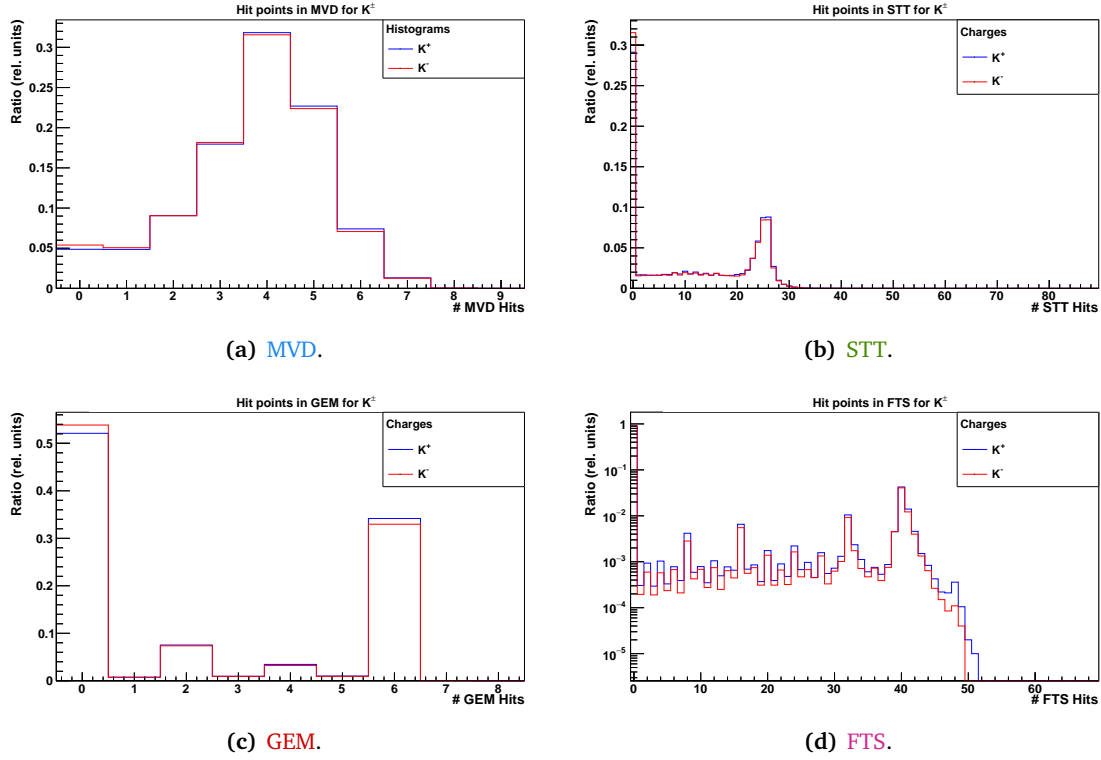 Hit points in MVD for K±
Ratio (rel. units)
0.3
0.25
0.2
0.15
0.1
0.05
0
Histograms
K+
K-
0 1 2 3 4 5 6 7 8 9
# MVD Hits
(a) MVD.
Hit points in STT for K±
Ratio (rel. units)
0.3
0.25
0.2
0.15
0.1
0.05
0
Charges
K+
K-
0 10 20 30 40 50 60 70 80
# STT Hits
(b) STT.
Hit points in GEM for K±
Ratio (rel. units)
0.5
0.4
0.3
0.2
0.1
0
Charges
K+
K-
0 1 2 3 4 5 6 7 8
# GEM Hits
(c) GEM.
Hit points in FTS for K±
Ratio (rel. units)
1
10−1
10−2
10−3
10−4
10−5
Charges
K+
K-
0 10 20 30 40 50 60
# FTS Hits
(d) FTS.